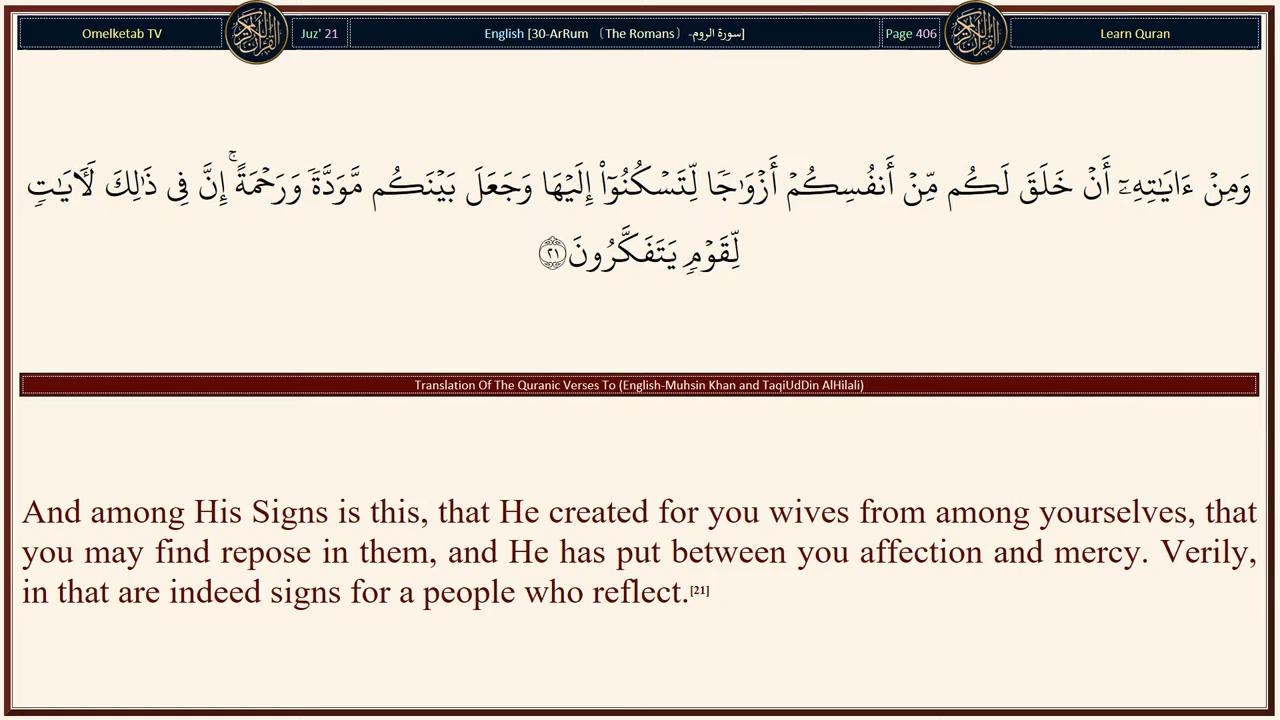 Omelketab TV
Juz' 21
English [30-ArRum （The Romans）-سورة الروم]
Page 406
Learn Quran
وَمِنۡ ءَايَٰتِهِۦٓ أَنۡ خَلَقَ لَكُم مِّنۡ أَنفُسِكُمۡ أَزۡوَٰجٗا لِّتَسۡكُنُوٓاْ إِلَيۡهَا وَجَعَلَ بَيۡنَكُم مَّوَدَّةٗ وَرَحۡمَةًۚ إِنَّ فِي ذَٰلِكَ لَأٓيَٰتٖ
لِّقَوۡمٖ يَتَفَكَّرُونَ ٢١
Translation Of The Quranic Verses To (English-Muhsin Khan and TaqiUdDin AlHilali)
And among His Signs is this, that He created for you wives from among yourselves, that
you may find repose in them, and He has put between you affection and mercy. Verily,
in that are indeed signs for a people who reflect.[21]